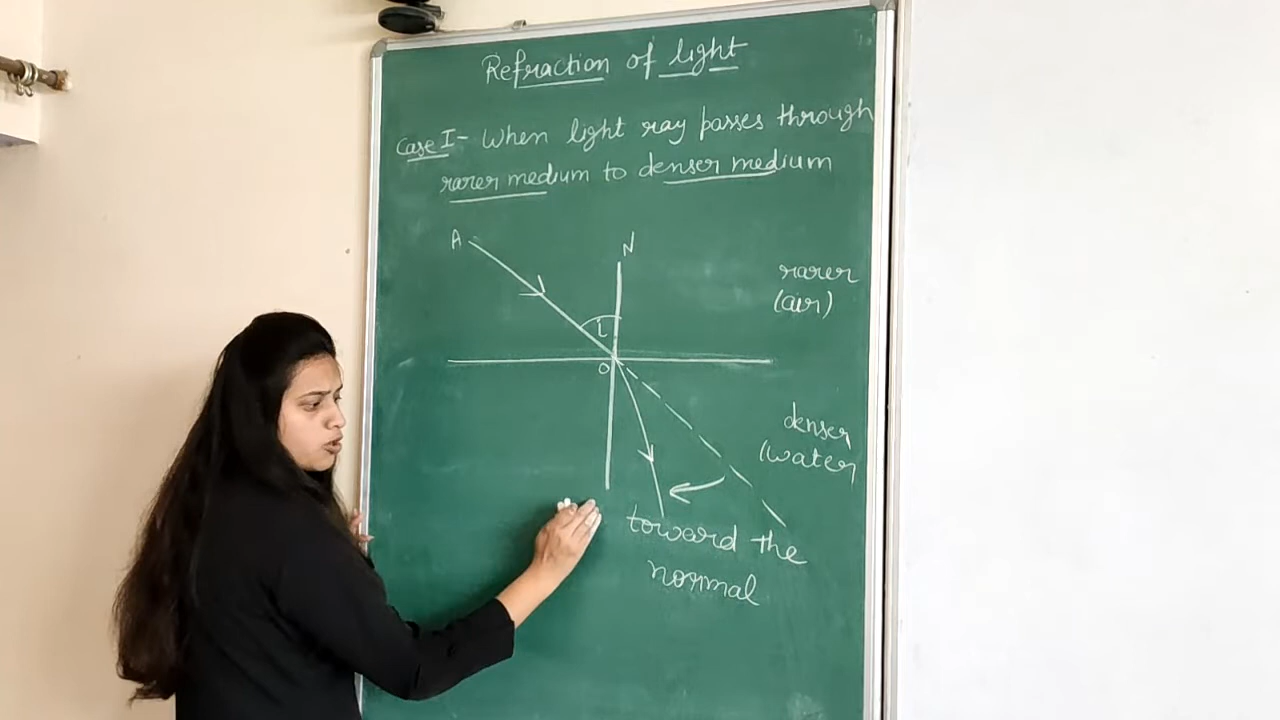 Refraction of light
Case I- When light ray passes through
rarer medium to denser medium
A
N
rarer
(air)
i
O
denser
(water
toward the
normal